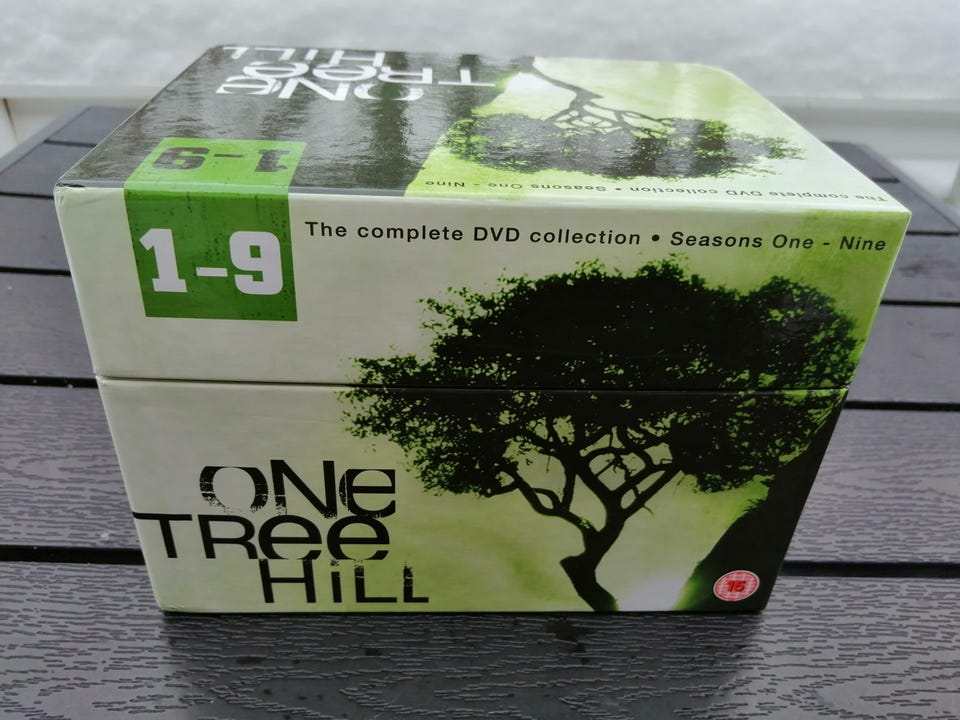 ONE
TREE
HiLL
1-9
The complete DVD collection • Seasons One - Nine
1-9
The complete DVD collection • Seasons One - Nine
ONe
TRee
HiLL
15